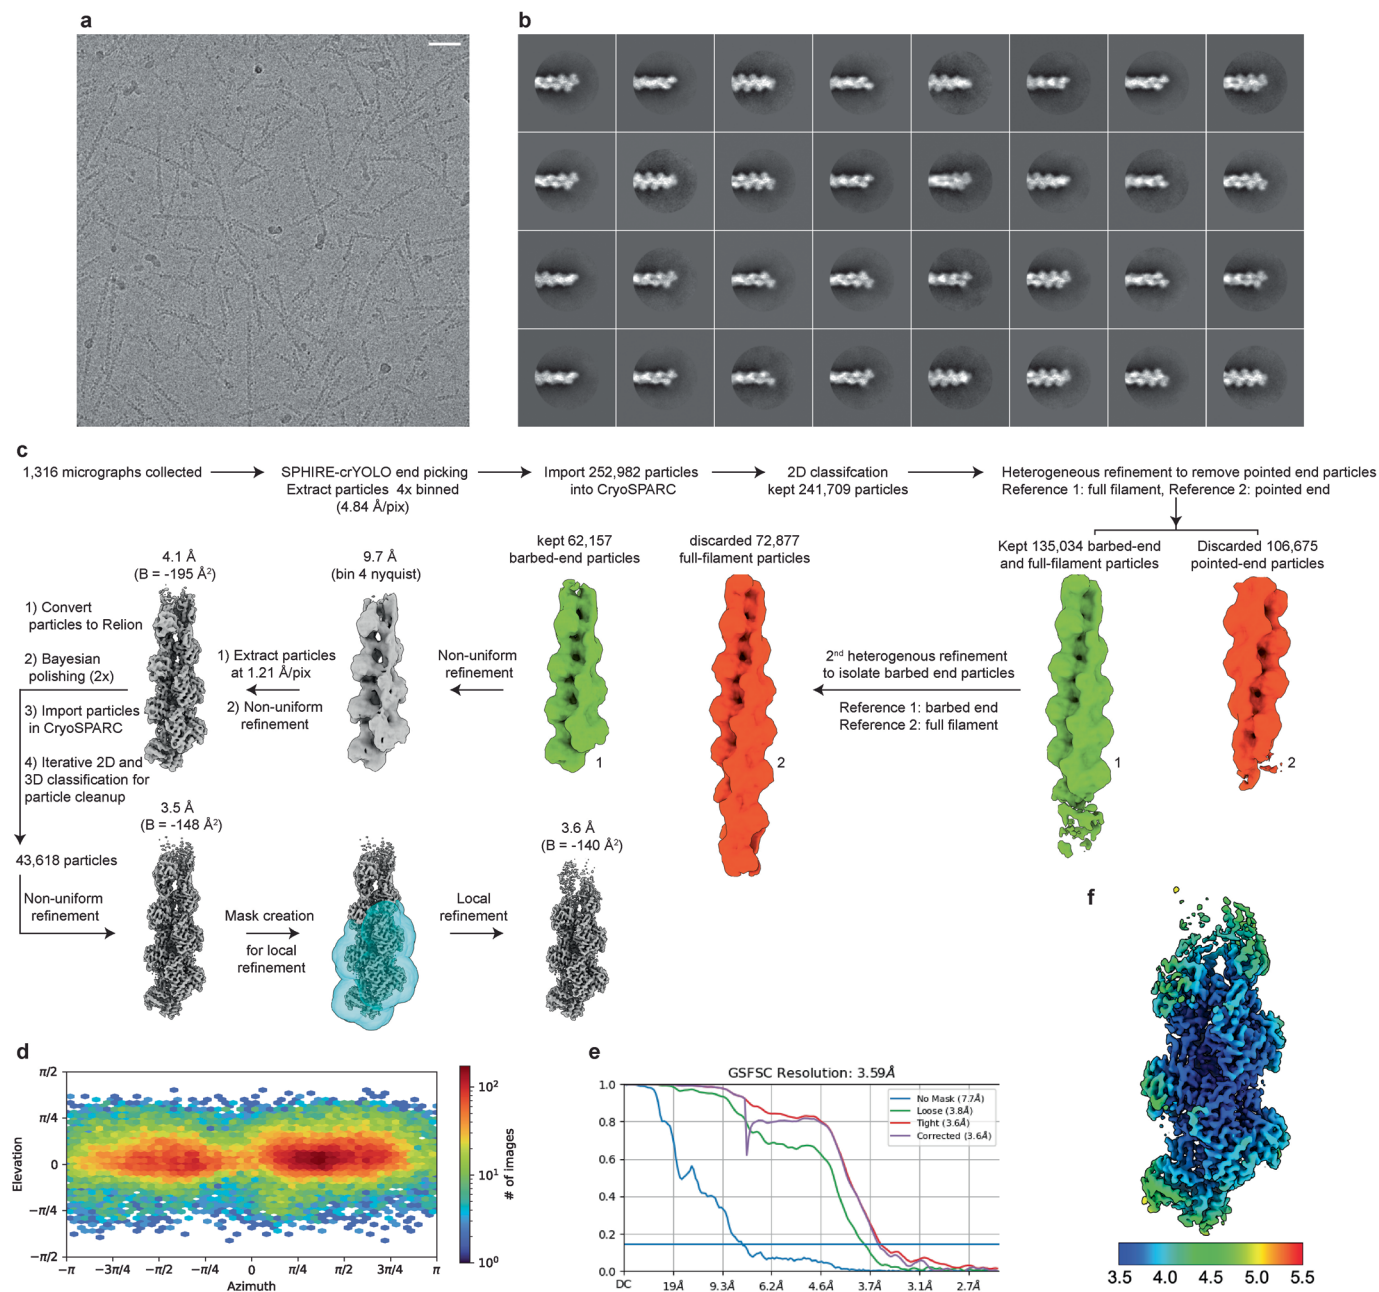 a
b
c
1,316 micrographs collected
SPHIRE-crYOLO end picking
Extract particles 4x binned
(4.84 Å/pix)
Import 252,982 particles
into CryoSPARC
2D classifcation
kept 241,709 particles
Heterogeneous refinement to remove pointed end particles
Reference 1: full filament, Reference 2: pointed end
Kept 135,034 barbed-end
and full-filament particles
Discarded 106,675
pointed-end particles
1
2
2nd heterogenous refinement
to isolate barbed end particles
Reference 1: barbed end
Reference 2: full filament
kept 62,157
barbed-end particles
discarded 72,877
full-filament particles
1
2
Non-uniform
refinement
9.7 Å
(bin 4 nyquist)
1) Extract particles
at 1.21 Å/pix
2) Non-uniform
refinement
4.1 Å
(B = -195 Å²)
1) Convert
particles to Relion
2) Bayesian
polishing (2x)
3) Import particles
in CryoSPARC
4) Iterative 2D and
3D classification for
particle cleanup
43,618 particles
Non-uniform
refinement
3.5 Å
(B = -148 Å²)
Mask creation
for local
refinement
Local
refinement
3.6 Å
(B = -140 Å²)
d
π/2
π/4
0
−π/4
−π/2
Elevation
−π
−3π/4
−π/2
−π/4
0
π/4
π/2
3π/4
π
Azimuth
10²
10¹
10⁰
# of images
e
GSFSC Resolution: 3.59Å
1.0
0.8
0.6
0.4
0.2
0.0
No Mask (7.7Å)
Loose (3.8Å)
Tight (3.6Å)
Corrected (3.6Å)
DC
19Å
9.3Å
6.2Å
4.6Å
3.7Å
3.1Å
2.7Å
f
3.5
4.0
4.5
5.0
5.5